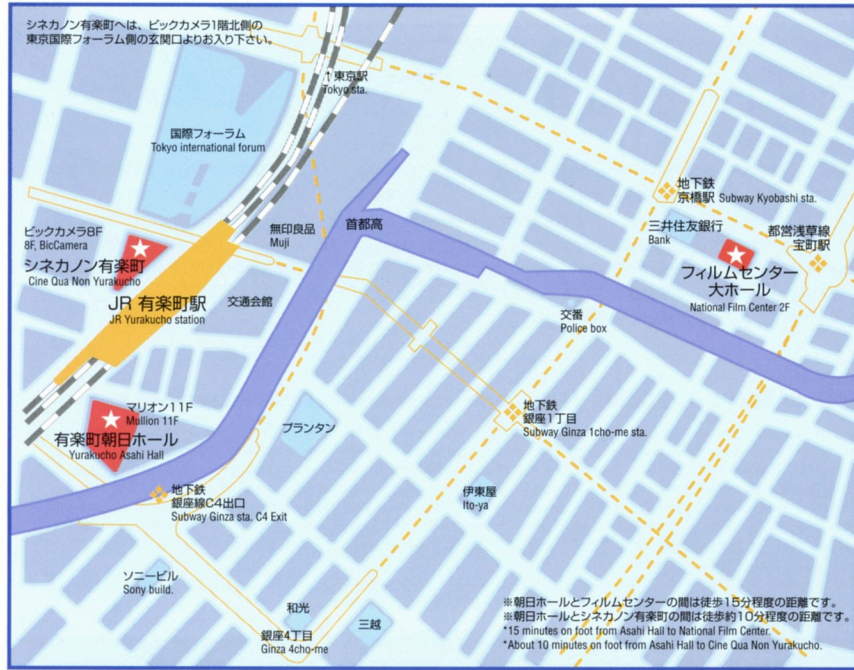 シネカノン有楽町へは、ビックカメラ1階北側の
東京国際フォーラム側の玄関口よりお入り下さい。
↑東京駅
Tokyo sta.
国際フォーラム
Tokyo international forum
地下鉄
京橋駅 Subway Kyobashi sta.
ビックカメラ8F
8F, BicCamera
シネカノン有楽町
Cine Qua Non Yurakucho
無印良品
Muji
首都高
三井住友銀行
Bank
都営浅草線
宝町駅
フィルムセンター
大ホール
National Film Center 2F
JR 有楽町駅
JR Yurakucho station
交通会館
交番
Police box
マリオン11F
Mullion 11F
有楽町朝日ホール
Yurakucho Asahi Hall
プランタン
地下鉄
銀座1丁目
Subway Ginza 1cho-me sta.
地下鉄
銀座線C4出口
Subway Ginza sta. C4 Exit
伊東屋
Ito-ya
ソニービル
Sony build.
和光
三越
銀座4丁目
Ginza 4cho-me
※朝日ホールとフィルムセンターの間は徒歩15分程度の距離です。
※朝日ホールとシネカノン有楽町の間は徒歩約10分程度の距離です。
*15 minutes on foot from Asahi Hall to National Film Center.
*About 10 minutes on foot from Asahi Hall to Cine Qua Non Yurakucho.